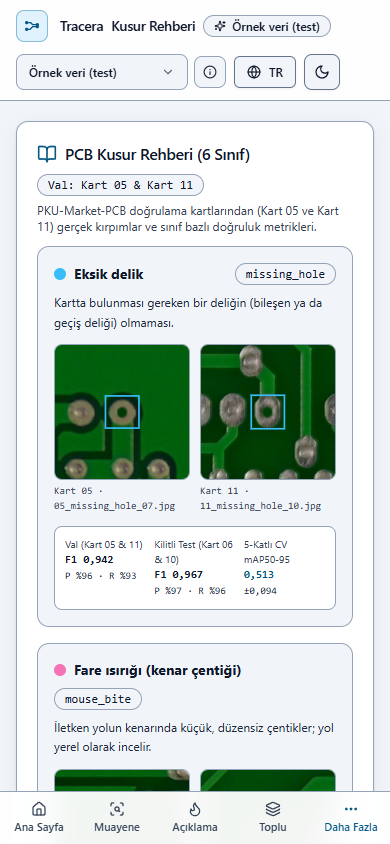 Tracera Kusur Rehberi Örnek veri (test)
Örnek veri (test)
TR
PCB Kusur Rehberi (6 Sınıf)
Val: Kart 05 & Kart 11
PKU-Market-PCB doğrulama kartlarından (Kart 05 ve Kart
11) gerçek kırpımlar ve sınıf bazlı doğruluk metrikleri.
Eksik delik
missing_hole
Kartta bulunması gereken bir deliğin (bileşen ya da
geçiş deliği) olmaması.
Kart 05 ·
05_missing_hole_07.jpg
Kart 11 ·
11_missing_hole_10.jpg
Val (Kart 05 & 11)
F1 0,942
P %96 · R %93
Kilitli Test (Kart 06
& 10)
F1 0,967
P %97 · R %96
5-Katlı CV
mAP50-95
0,513
±0,094
Fare ısırığı (kenar çentiği)
mouse_bite
İletken yolun kenarında küçük, düzensiz çentikler; yol
yerel olarak incelir.
Ana Sayfa
Muayene
Açıklama
Toplu
Daha Fazla